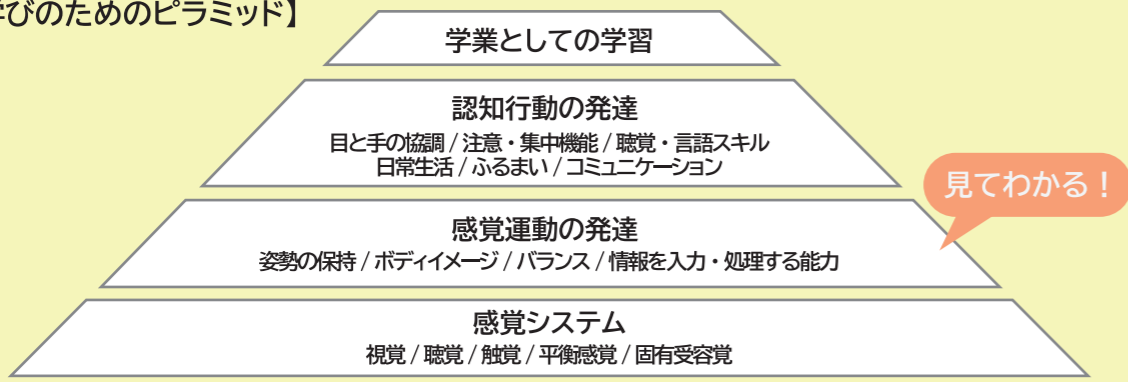 びのためのピラミッド】
学業としての学習
認知行動の発達
目と手の協調 / 注意・集中機能 / 聴覚・言語スキル
日常生活 / ふるまい / コミュニケーション
見てわかる！
感覚運動の発達
姿勢の保持 / ボディイメージ / バランス / 情報を入力・処理する能力
感覚システム
視覚 / 聴覚 / 触覚 / 平衡感覚 / 固有受容覚